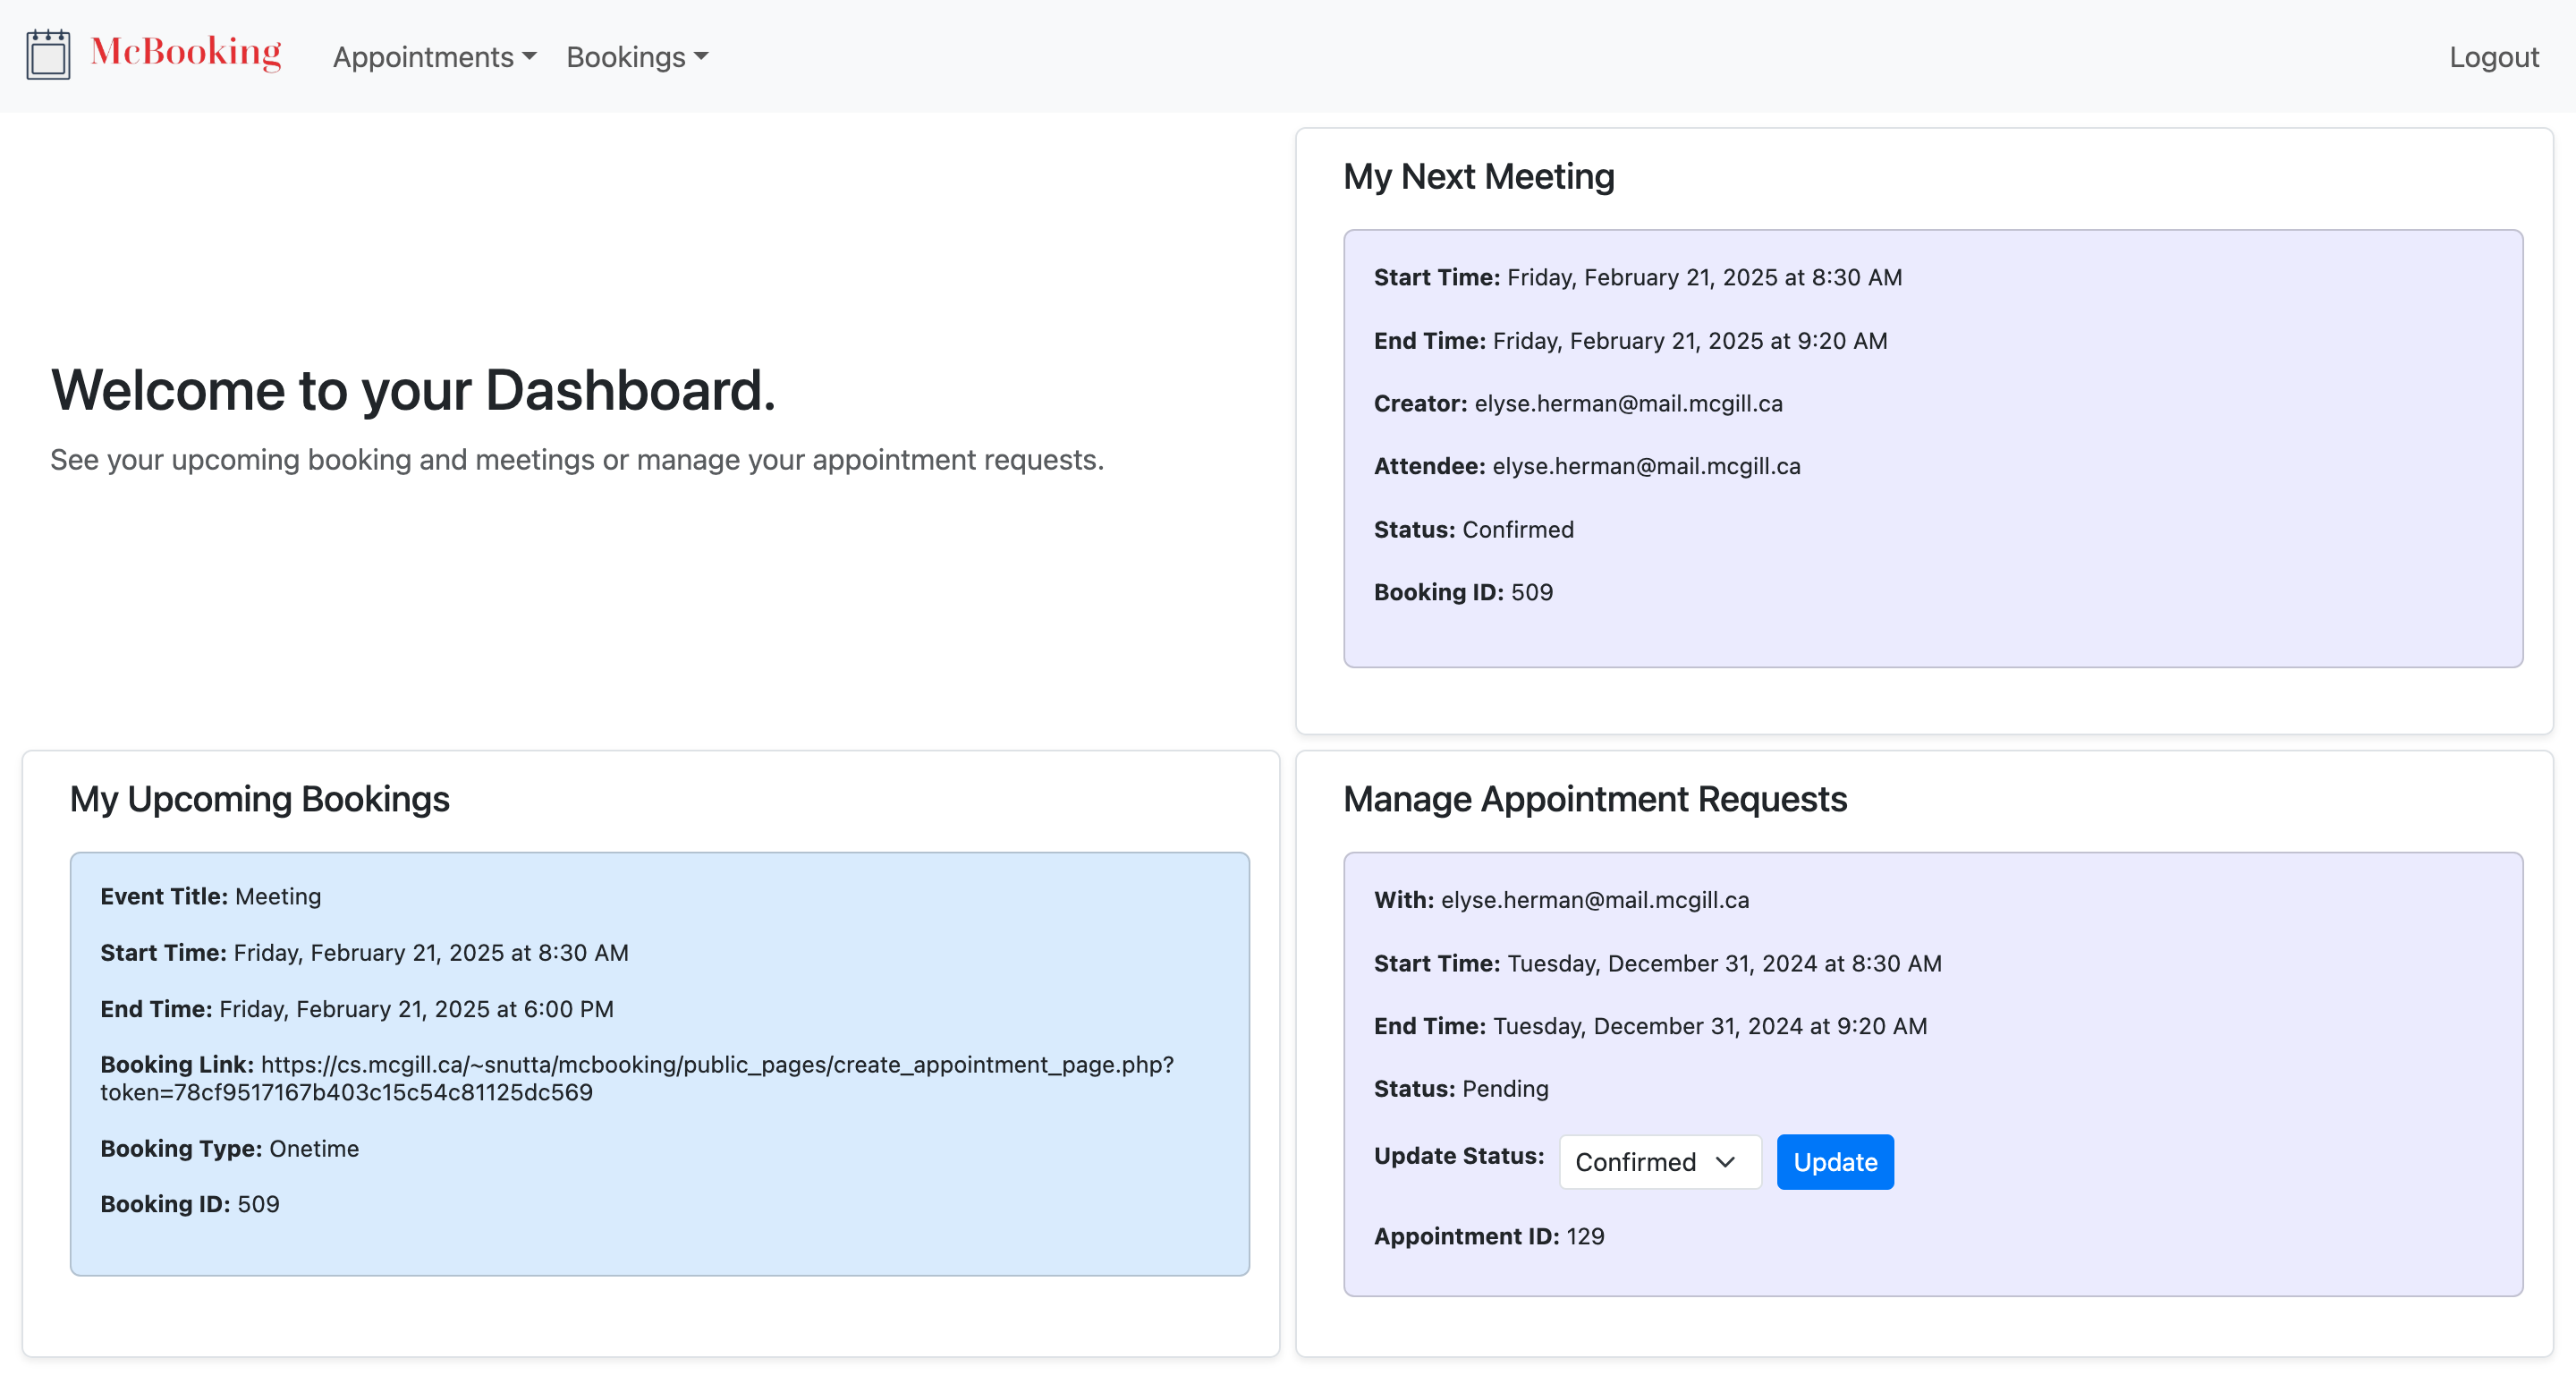 McBooking Appointments Bookings Logout
Welcome to your Dashboard.
See your upcoming booking and meetings or manage your appointment requests.
My Next Meeting
Start Time: Friday, February 21, 2025 at 8:30 AM
End Time: Friday, February 21, 2025 at 9:20 AM
Creator: elyse.herman@mail.mcgill.ca
Attendee: elyse.herman@mail.mcgill.ca
Status: Confirmed
Booking ID: 509
My Upcoming Bookings
Event Title: Meeting
Start Time: Friday, February 21, 2025 at 8:30 AM
End Time: Friday, February 21, 2025 at 6:00 PM
Booking Link: https://cs.mcgill.ca/~snutta/mcbooking/public_pages/create_appointment_page.php?
token=78cf9517167b403c15c54c81125dc569
Booking Type: Onetime
Booking ID: 509
Manage Appointment Requests
With: elyse.herman@mail.mcgill.ca
Start Time: Tuesday, December 31, 2024 at 8:30 AM
End Time: Tuesday, December 31, 2024 at 9:20 AM
Status: Pending
Update Status: Confirmed Update
Appointment ID: 129